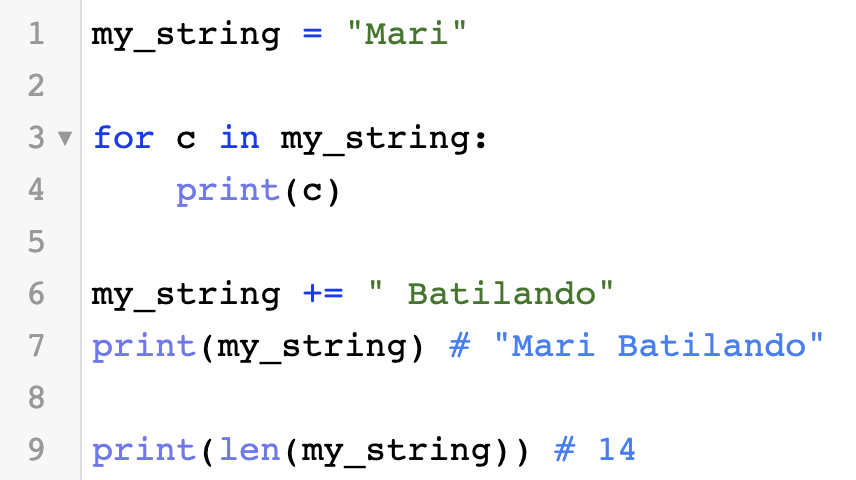 1 my_string = "Mari"
2
3 ▼ for c in my_string:
4     print(c)
5
6 my_string += " Batilando"
7 print(my_string) # "Mari Batilando"
8
9 print(len(my_string)) # 14